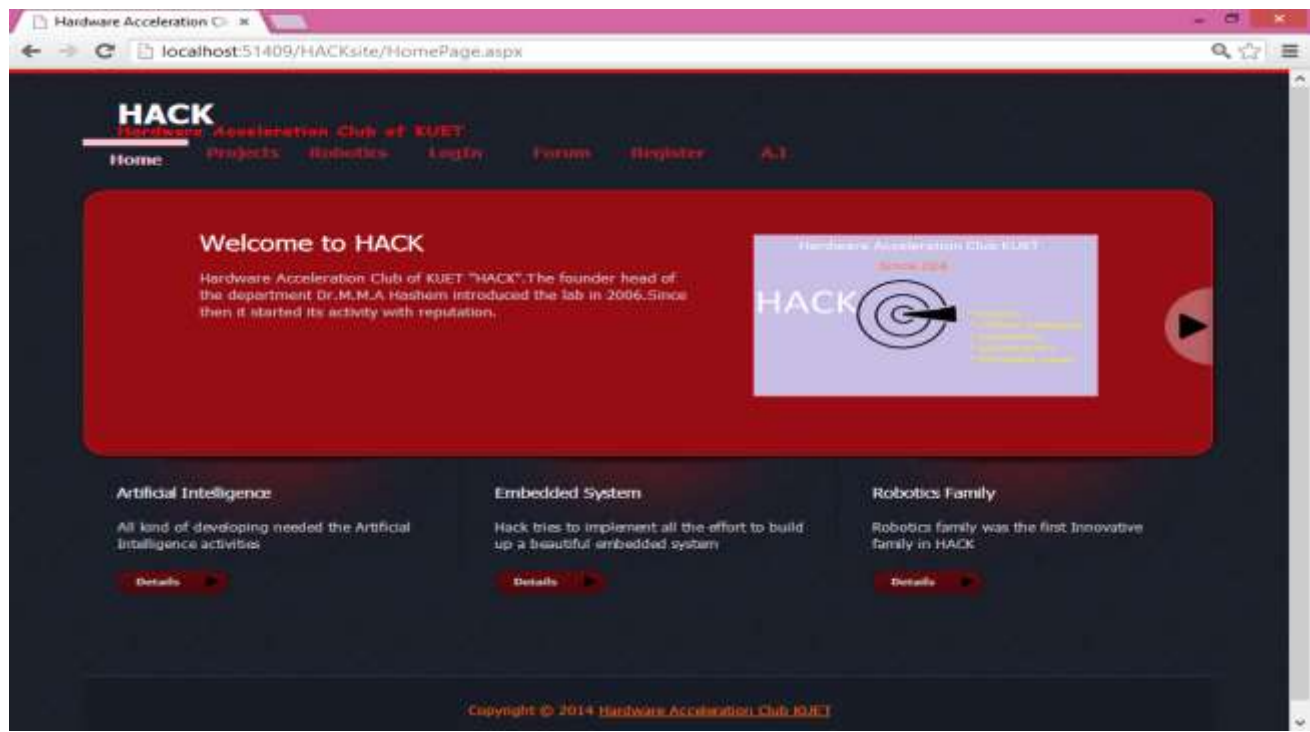 Hardware Acceleration Cl
localhost:51409/HACKsite/HomePage.aspx
HACK
Hardware Acceleration Club of KUET
Home Projects Robotics LogIn Forum Register A.I
Welcome to HACK
Hardware Acceleration Club of KUET "HACK".The founder head of
the department Dr.M.M.A Hashem introduced the lab in 2006.Since
then it started its activity with reputation.
Hardware Acceleration Club KUET
HACK
Artificial Intelligence
All kind of developing needed the Artificial
Intelligence activities
Details
Embedded System
Hack tries to implement all the effort to build
up a beautiful embedded system
Details
Robotics Family
Robotics family was the first Innovative
family in HACK
Details
Copyright © 2014 Hardware Acceleration Club KUET